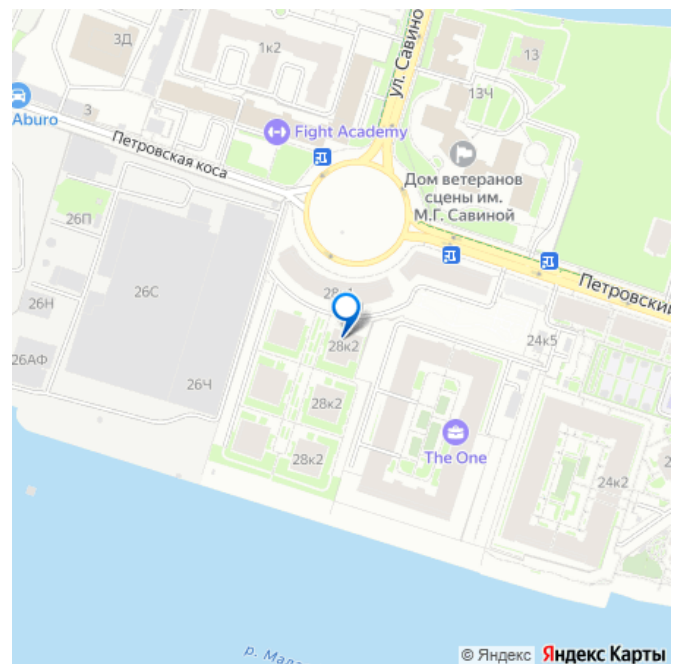 3Д
1к2
ул. Савино
13
13Ч
Aburo
3
Петровская коса
Fight Academy
Дом ветеранов
сцены им.
М.Г. Савиной
26П
26С
26Н
Петровский
28к2
24к5
26АФ
26Ч
28к2
The One
28к2
24к2
2
р. Мала
© Яндекс Яндекс Карты